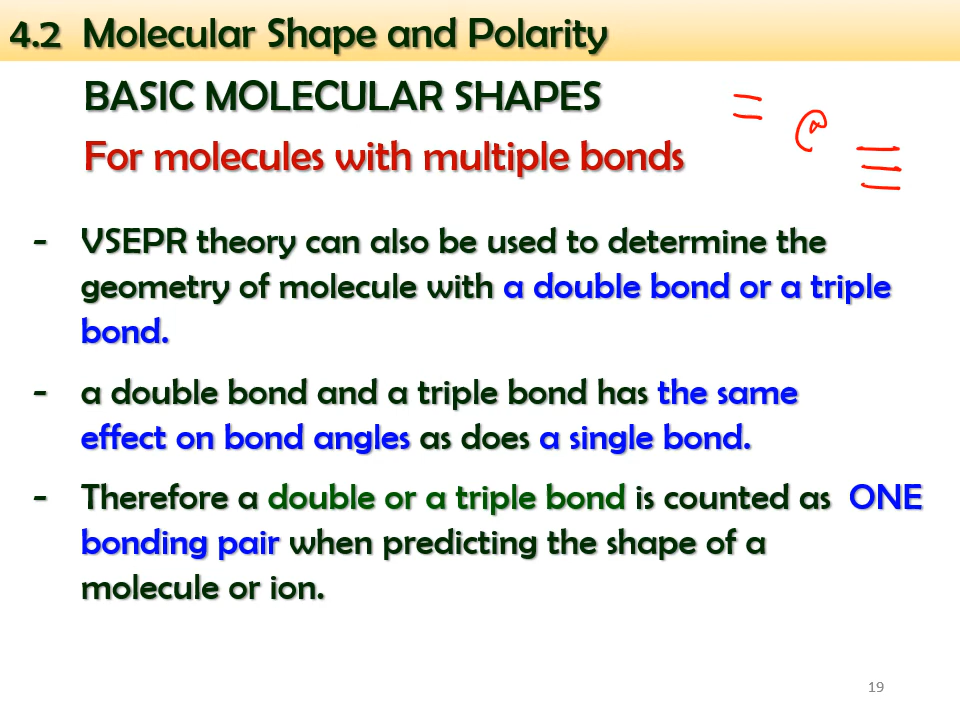 4.2 Molecular Shape and Polarity
BASIC MOLECULAR SHAPES
For molecules with multiple bonds
= @ ≡
- VSEPR theory can also be used to determine the
geometry of molecule with a double bond or a triple
bond.
- a double bond and a triple bond has the same
effect on bond angles as does a single bond.
- Therefore a double or a triple bond is counted as ONE
bonding pair when predicting the shape of a
molecule or ion.
19